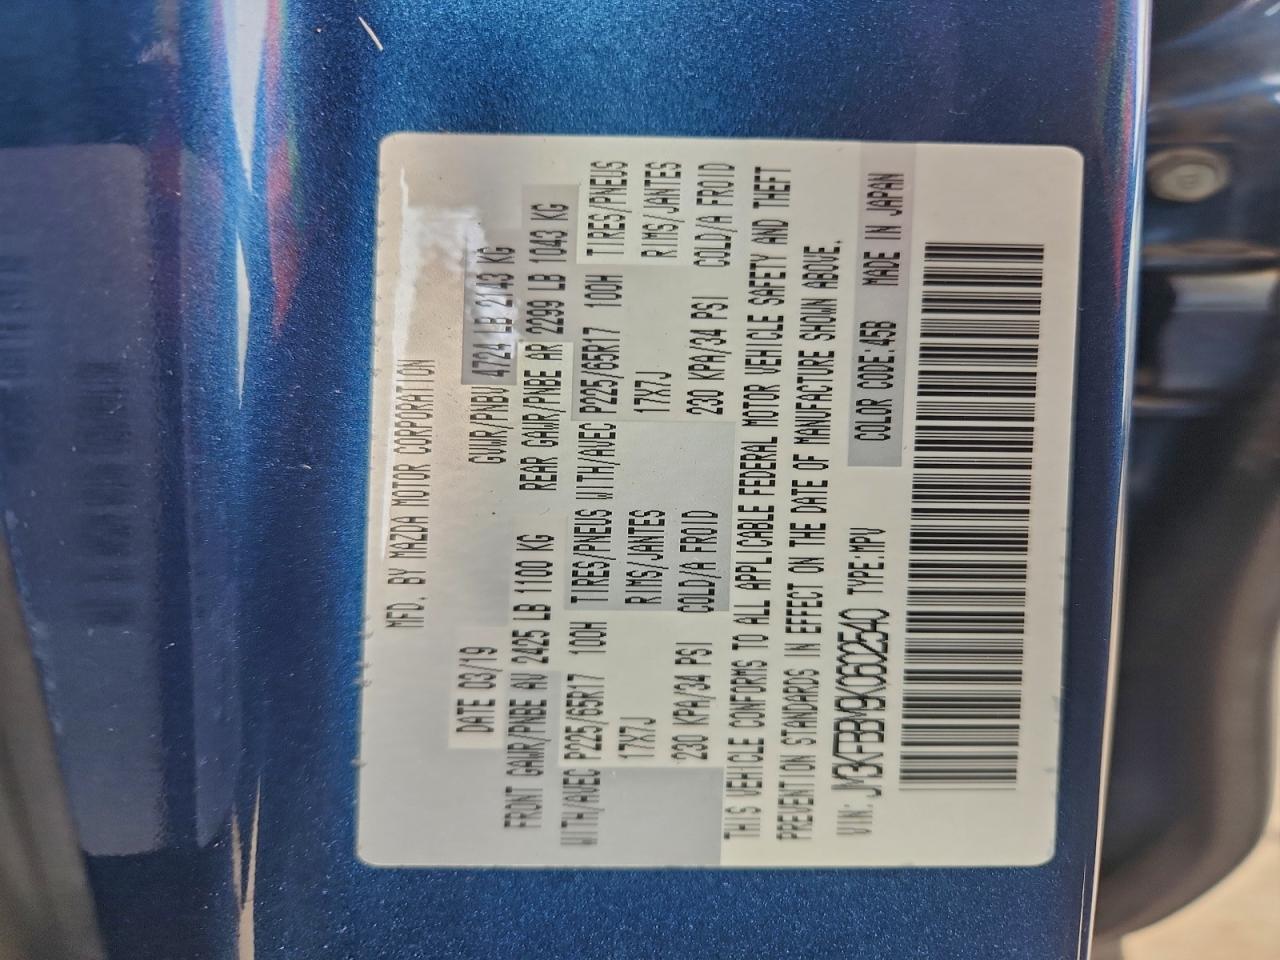 MFD. BY MAZDA MOTOR CORPORATION
DATE 03/19 GVWR/PNBV 4724 LB 2143 KG
FRONT GAWR/PNBE AV 2425 LB 1100 KG REAR GAWR/PNBE AR 2299 LB 1043 KG
WITH/AVEC P225/65R17 100H TIRES/PNEUS WITH/AVEC P225/65R17 100H TIRES/PNEUS
17X7J RIMS/JANTES 17X7J RIMS/JANTES
230 KPA/34 PSI COLD/A FROID 230 KPA/34 PSI COLD/A FROID
THIS VEHICLE CONFORMS TO ALL APPLICABLE FEDERAL MOTOR VEHICLE SAFETY AND THEFT
PREVENTION STANDARDS IN EFFECT ON THE DATE OF MANUFACTURE SHOWN ABOVE.
VIN: JM3KFBBM9K0602540 TYPE:MPV COLOR CODE:45B MADE IN JAPAN